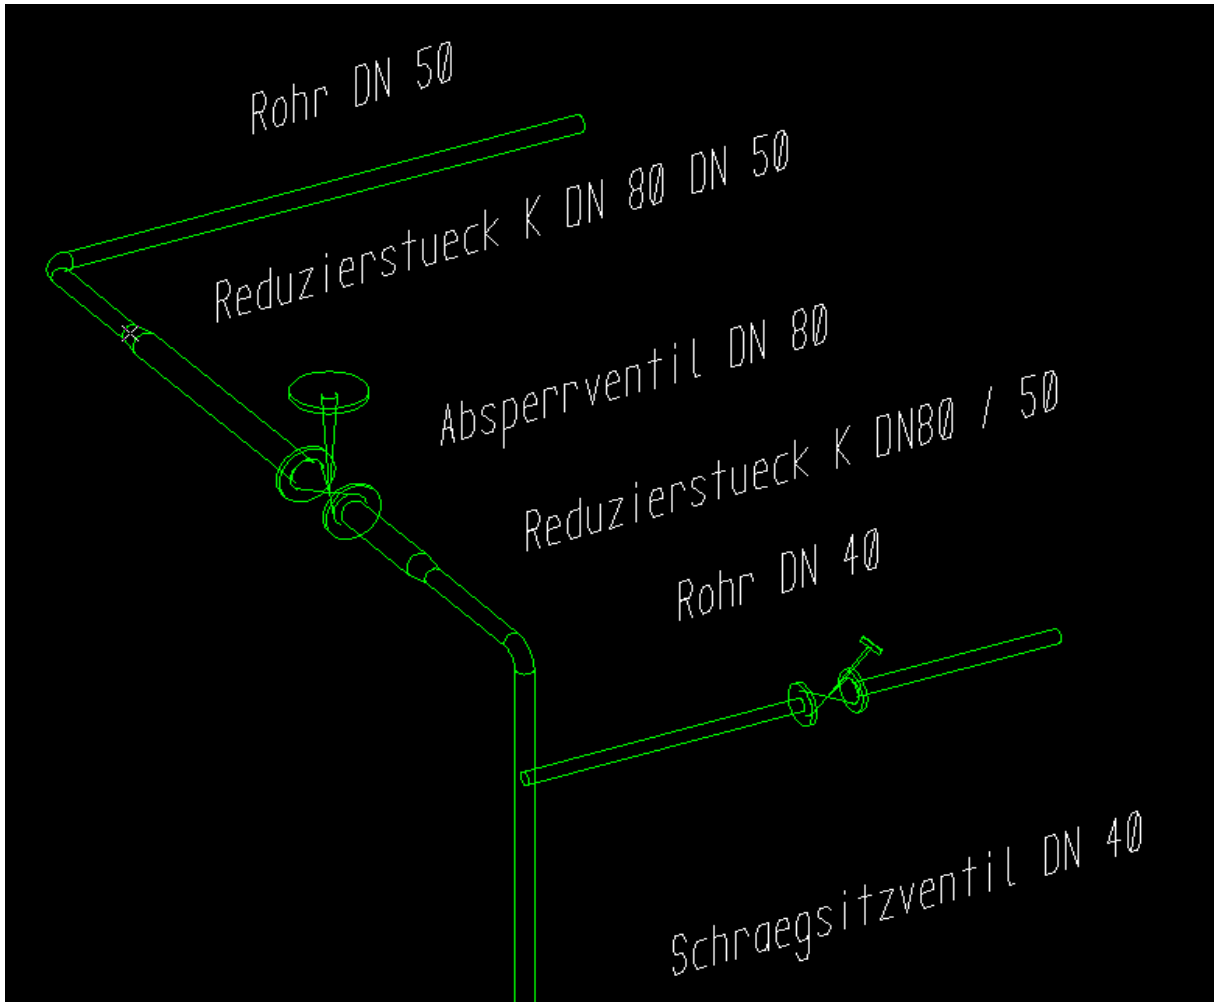 Rohr DN 50
Reduzierstueck K DN 80 DN 50
Absperrventil DN 80
Reduzierstueck K DN80 / 50
Rohr DN 40
Schraegsitzventil DN 40